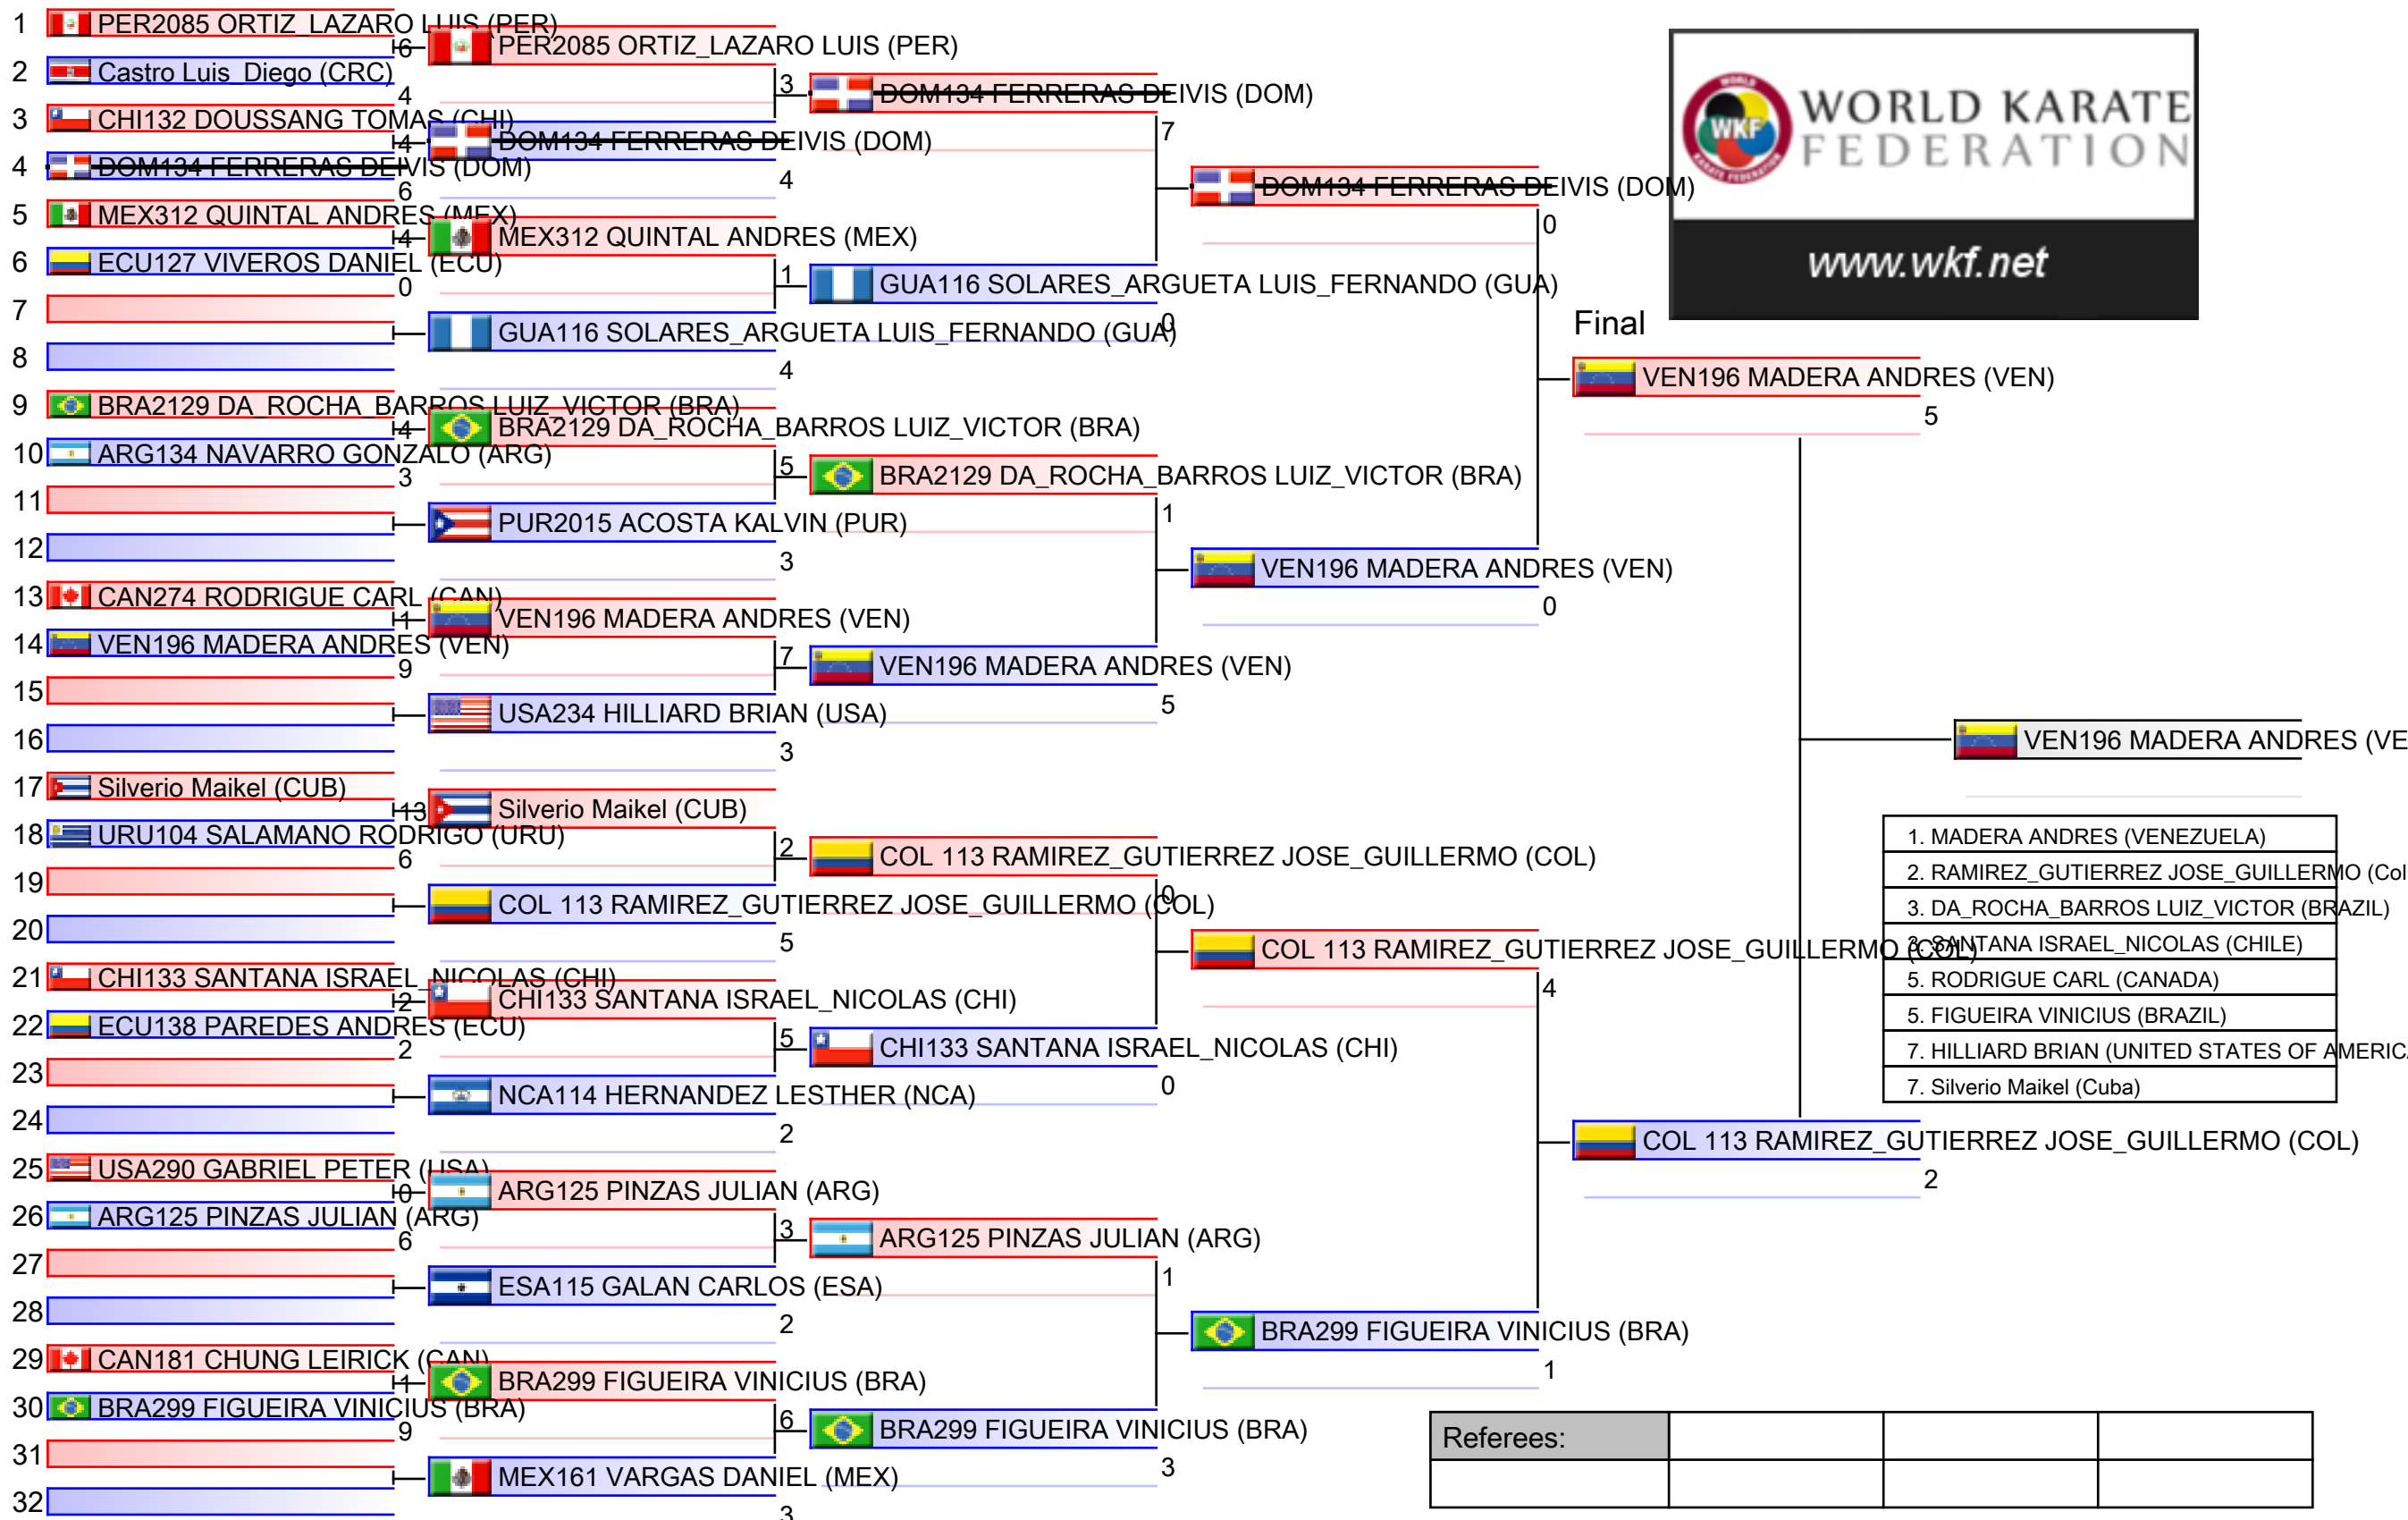 1 PER2085 ORTIZ_LAZARO LUIS (PER)
6
2 Castro Luis_Diego (CRC)
4
3 CHI132 DOUSSANG TOMAS (CHI)
4
4 DOM134 FERRERAS DEIVIS (DOM)
6
5 MEX312 QUINTAL ANDRES (MEX)
4
6 ECU127 VIVEROS DANIEL (ECU)
0
7
8
9 BRA2129 DA_ROCHA_BARROS LUIZ_VICTOR (BRA)
4
10 ARG134 NAVARRO GONZALO (ARG)
3
11
12
13 CAN274 RODRIGUE CARL (CAN)
1
14 VEN196 MADERA ANDRES (VEN)
9
15
16
17 Silverio Maikel (CUB)
13
18 URU104 SALAMANO RODRIGO (URU)
6
19
20
21 CHI133 SANTANA ISRAEL_NICOLAS (CHI)
2
22 ECU138 PAREDES ANDRES (ECU)
2
23
24
25 USA290 GABRIEL PETER (USA)
0
26 ARG125 PINZAS JULIAN (ARG)
6
27
28
29 CAN181 CHUNG LEIRICK (CAN)
1
30 BRA299 FIGUEIRA VINICIUS (BRA)
9
31
32
PER2085 ORTIZ_LAZARO LUIS (PER)
3
DOM134 FERRERAS DEIVIS (DOM)
4
MEX312 QUINTAL ANDRES (MEX)
1
GUA116 SOLARES_ARGUETA LUIS_FERNANDO (GUA)
4
BRA2129 DA_ROCHA_BARROS LUIZ_VICTOR (BRA)
5
PUR2015 ACOSTA KALVIN (PUR)
3
VEN196 MADERA ANDRES (VEN)
7
USA234 HILLIARD BRIAN (USA)
3
Silverio Maikel (CUB)
2
COL 113 RAMIREZ_GUTIERREZ JOSE_GUILLERMO (COL)
5
CHI133 SANTANA ISRAEL_NICOLAS (CHI)
5
NCA114 HERNANDEZ LESTHER (NCA)
2
ARG125 PINZAS JULIAN (ARG)
3
ESA115 GALAN CARLOS (ESA)
2
BRA299 FIGUEIRA VINICIUS (BRA)
6
MEX161 VARGAS DANIEL (MEX)
3
DOM134 FERRERAS DEIVIS (DOM)
7
GUA116 SOLARES_ARGUETA LUIS_FERNANDO (GUA)
0
BRA2129 DA_ROCHA_BARROS LUIZ_VICTOR (BRA)
1
VEN196 MADERA ANDRES (VEN)
5
COL 113 RAMIREZ_GUTIERREZ JOSE_GUILLERMO (COL)
0
CHI133 SANTANA ISRAEL_NICOLAS (CHI)
0
ARG125 PINZAS JULIAN (ARG)
1
BRA299 FIGUEIRA VINICIUS (BRA)
3
DOM134 FERRERAS DEIVIS (DOM)
0
VEN196 MADERA ANDRES (VEN)
0
COL 113 RAMIREZ_GUTIERREZ JOSE_GUILLERMO (COL)
4
BRA299 FIGUEIRA VINICIUS (BRA)
1
Final
VEN196 MADERA ANDRES (VEN)
5
COL 113 RAMIREZ_GUTIERREZ JOSE_GUILLERMO (COL)
2
VEN196 MADERA ANDRES (VE
WORLD
WKF
KARATE FEDERATION
WORLD KARATE
FEDERATION
www.wkf.net
1. MADERA ANDRES (VENEZUELA)
2. RAMIREZ_GUTIERREZ JOSE_GUILLERMO (Col
3. DA_ROCHA_BARROS LUIZ_VICTOR (BRAZIL)
3. SANTANA ISRAEL_NICOLAS (CHILE)
5. RODRIGUE CARL (CANADA)
5. FIGUEIRA VINICIUS (BRAZIL)
7. HILLIARD BRIAN (UNITED STATES OF AMERICA
7. Silverio Maikel (Cuba)
Referees: